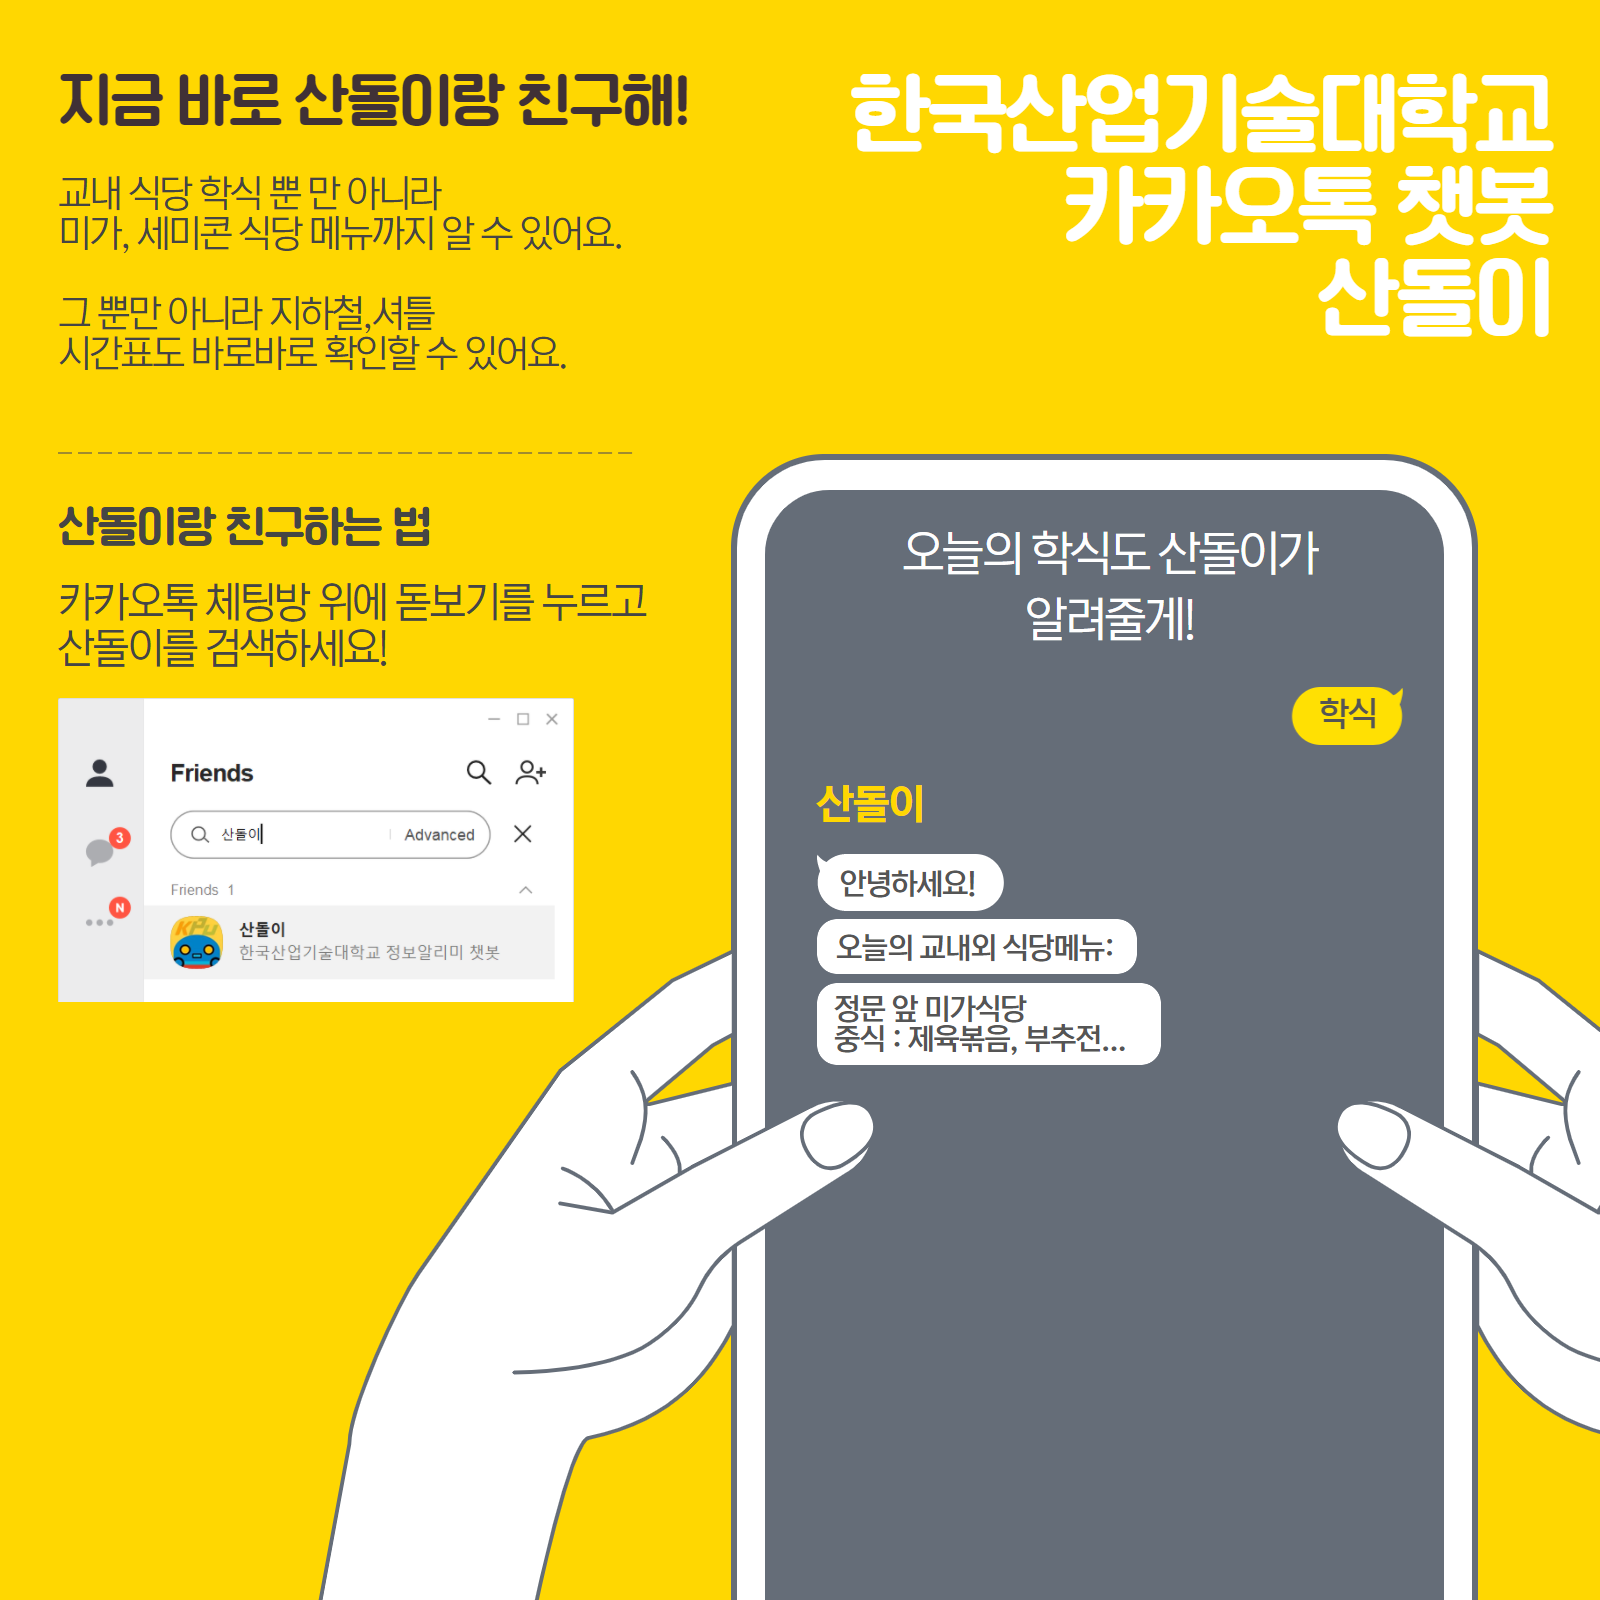 지금 바로 산돌이랑 친구해!
교내 식당 학식 뿐 만 아니라
미가, 세미콘 식당 메뉴까지 알 수 있어요.
그 뿐만 아니라 지하철,셔틀
시간표도 바로바로 확인할 수 있어요.
한국산업기술대학교
카카오톡 챗봇
산돌이
산돌이랑 친구하는 법
카카오톡 체팅방 위에 돋보기를 누르고
산돌이를 검색하세요!
Friends
산돌이
Advanced
3
Friends 1
N
KPU
산돌이
한국산업기술대학교 정보알리미 챗봇
오늘의 학식도 산돌이가
알려줄게!
학식
산돌이
안녕하세요!
오늘의 교내외 식당메뉴:
정문 앞 미가식당
중식 : 제육볶음, 부추전...